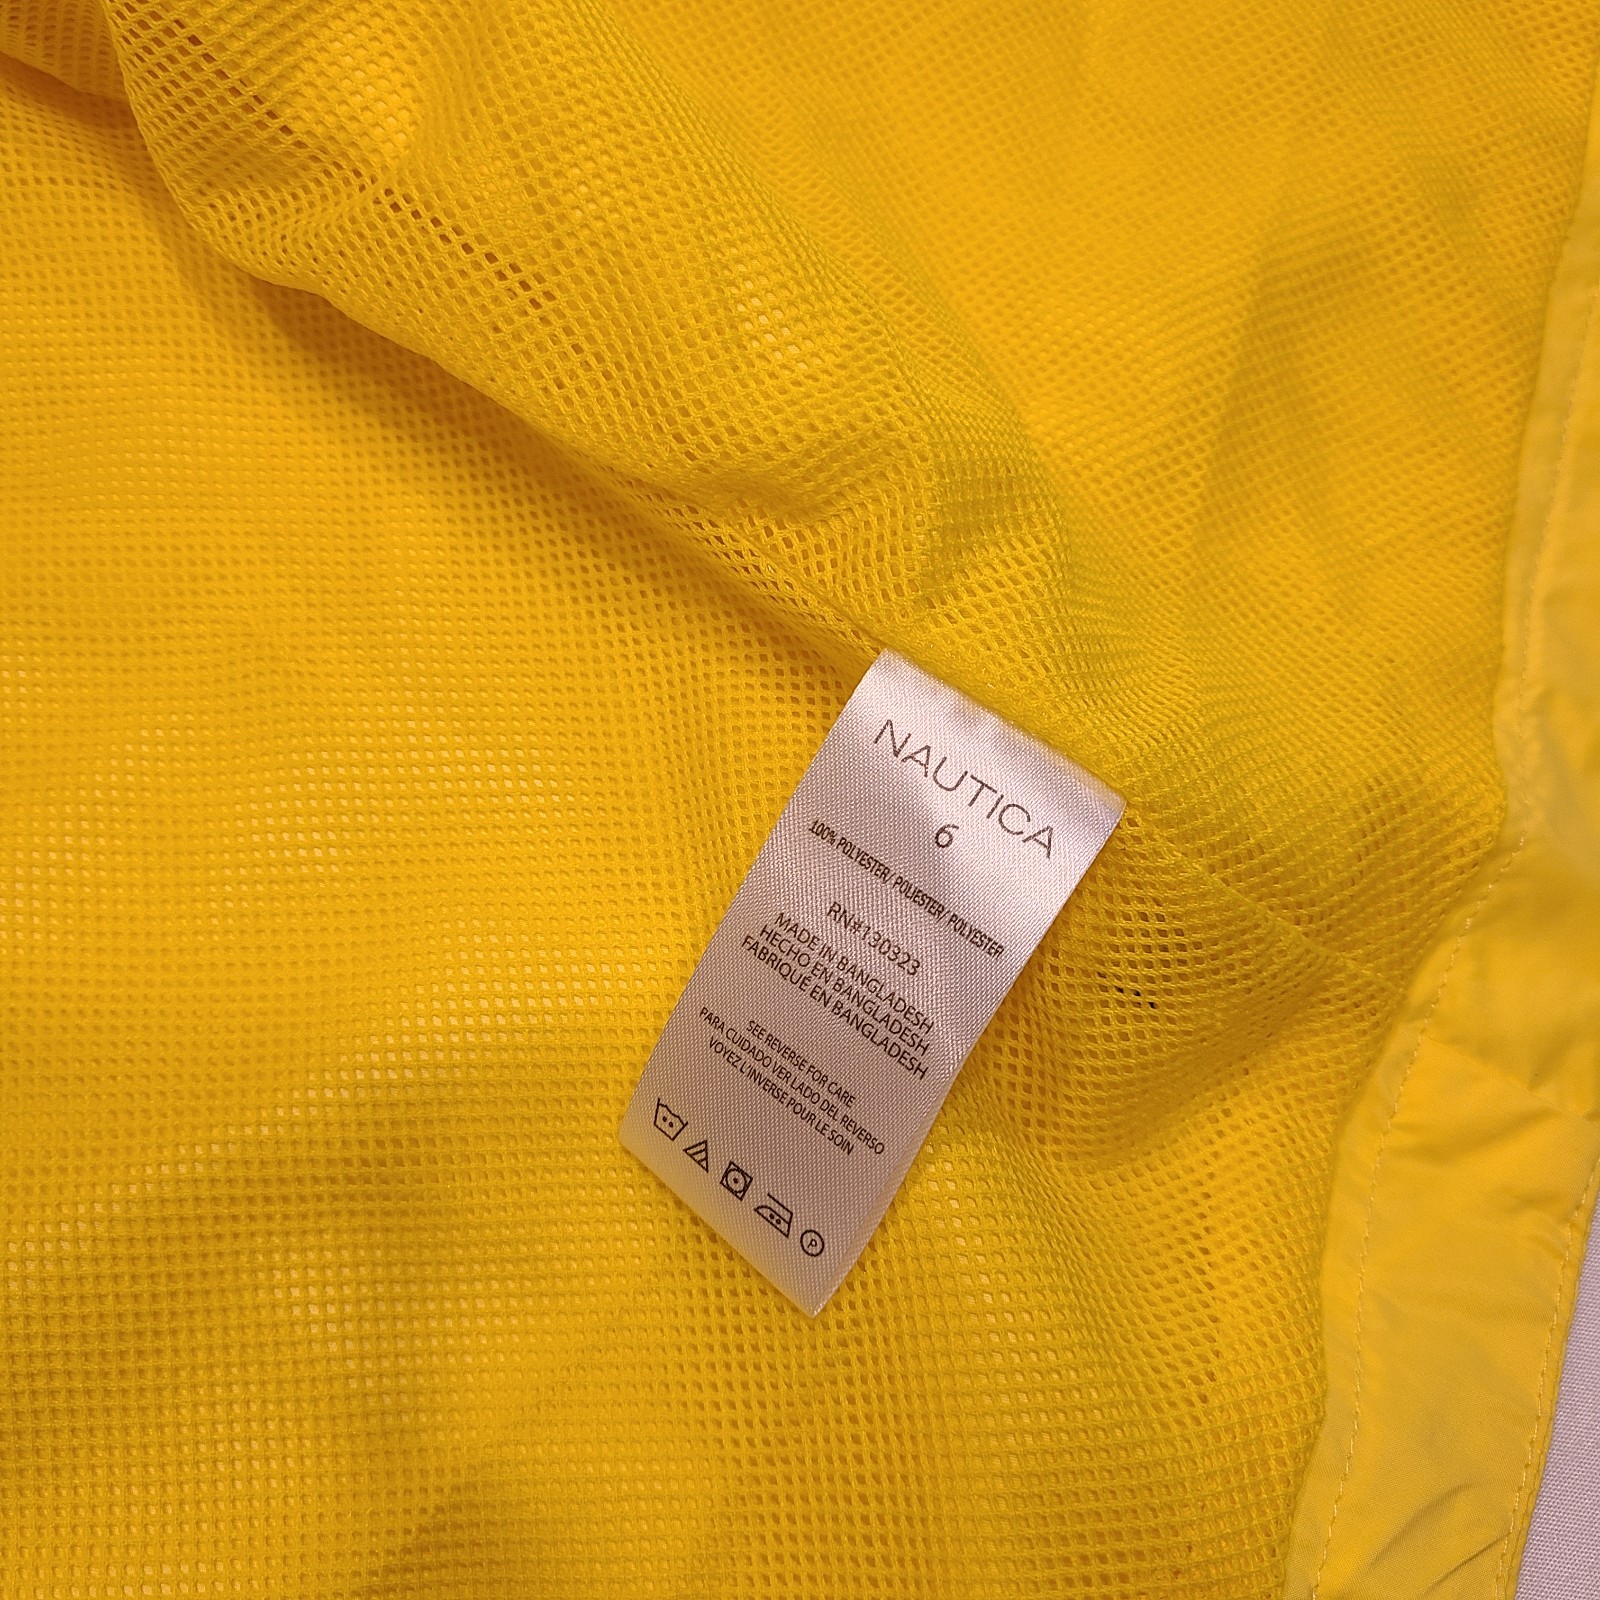 NAUTICA
6
100% POLYESTER/ POLIESTER/ POLYESTER
RN#130323
MADE IN BANGLADESH
HECHO EN BANGLADESH
FABRIQUÉ EN BANGLADESH
SEE REVERSE FOR CARE
PARA CUIDADO VER LADO DEL REVERSO
VOYEZ L'INVERSE POUR LE SOIN
P